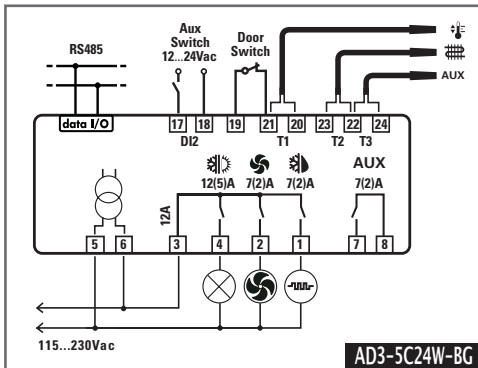 RS485
Aux
Switch
12...24Vac
Door
Switch
AUX
data I/O
17 18 19 21 20 23 22 24
DI2 T1 T2 T3
AUX
12(5)A 7(2)A 7(2)A 7(2)A
12A
5 6 3 4 2 1 7 8
115...230Vac
AD3-5C24W-BG